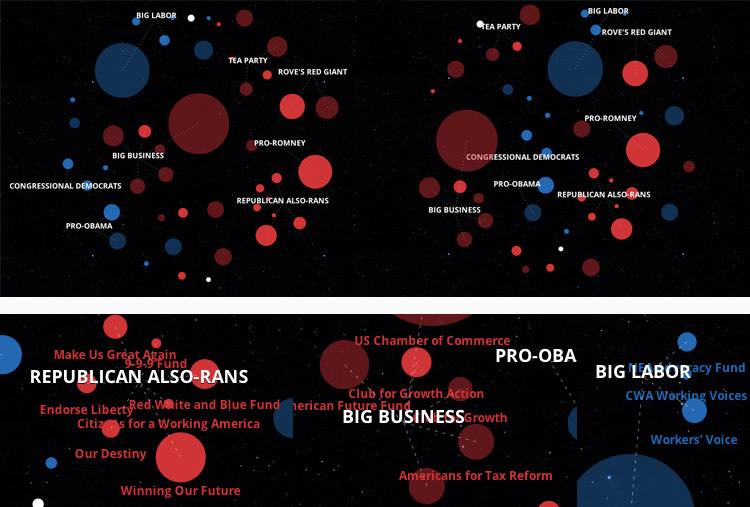 BIG LABOR
TEA PARTY
ROVE'S RED GIANT
PRO-ROMNEY
BIG BUSINESS
CONGRESSIONAL DEMOCRATS
REPUBLICAN ALSO-RANS
PRO-OBAMA
BIG LABOR
TEA PARTY
ROVE'S RED GIANT
PRO-ROMNEY
CONGRESSIONAL DEMOCRATS
PRO-OBAMA
REPUBLICAN ALSO-RANS
BIG BUSINESS
Make Us Great Again
9-9-9 Fund
REPUBLICAN ALSO-RANS
Endorse Liberty
Red White and Blue Fund
Citizens for a Working America
Our Destiny
Winning Our Future
US Chamber of Commerce
Club for Growth Action
Future Fund
BIG BUSINESS
Growth
Americans for Tax Reform
PRO-OBA
Fund
BIG LABOR
CWA Working Voices
Workers' Voice